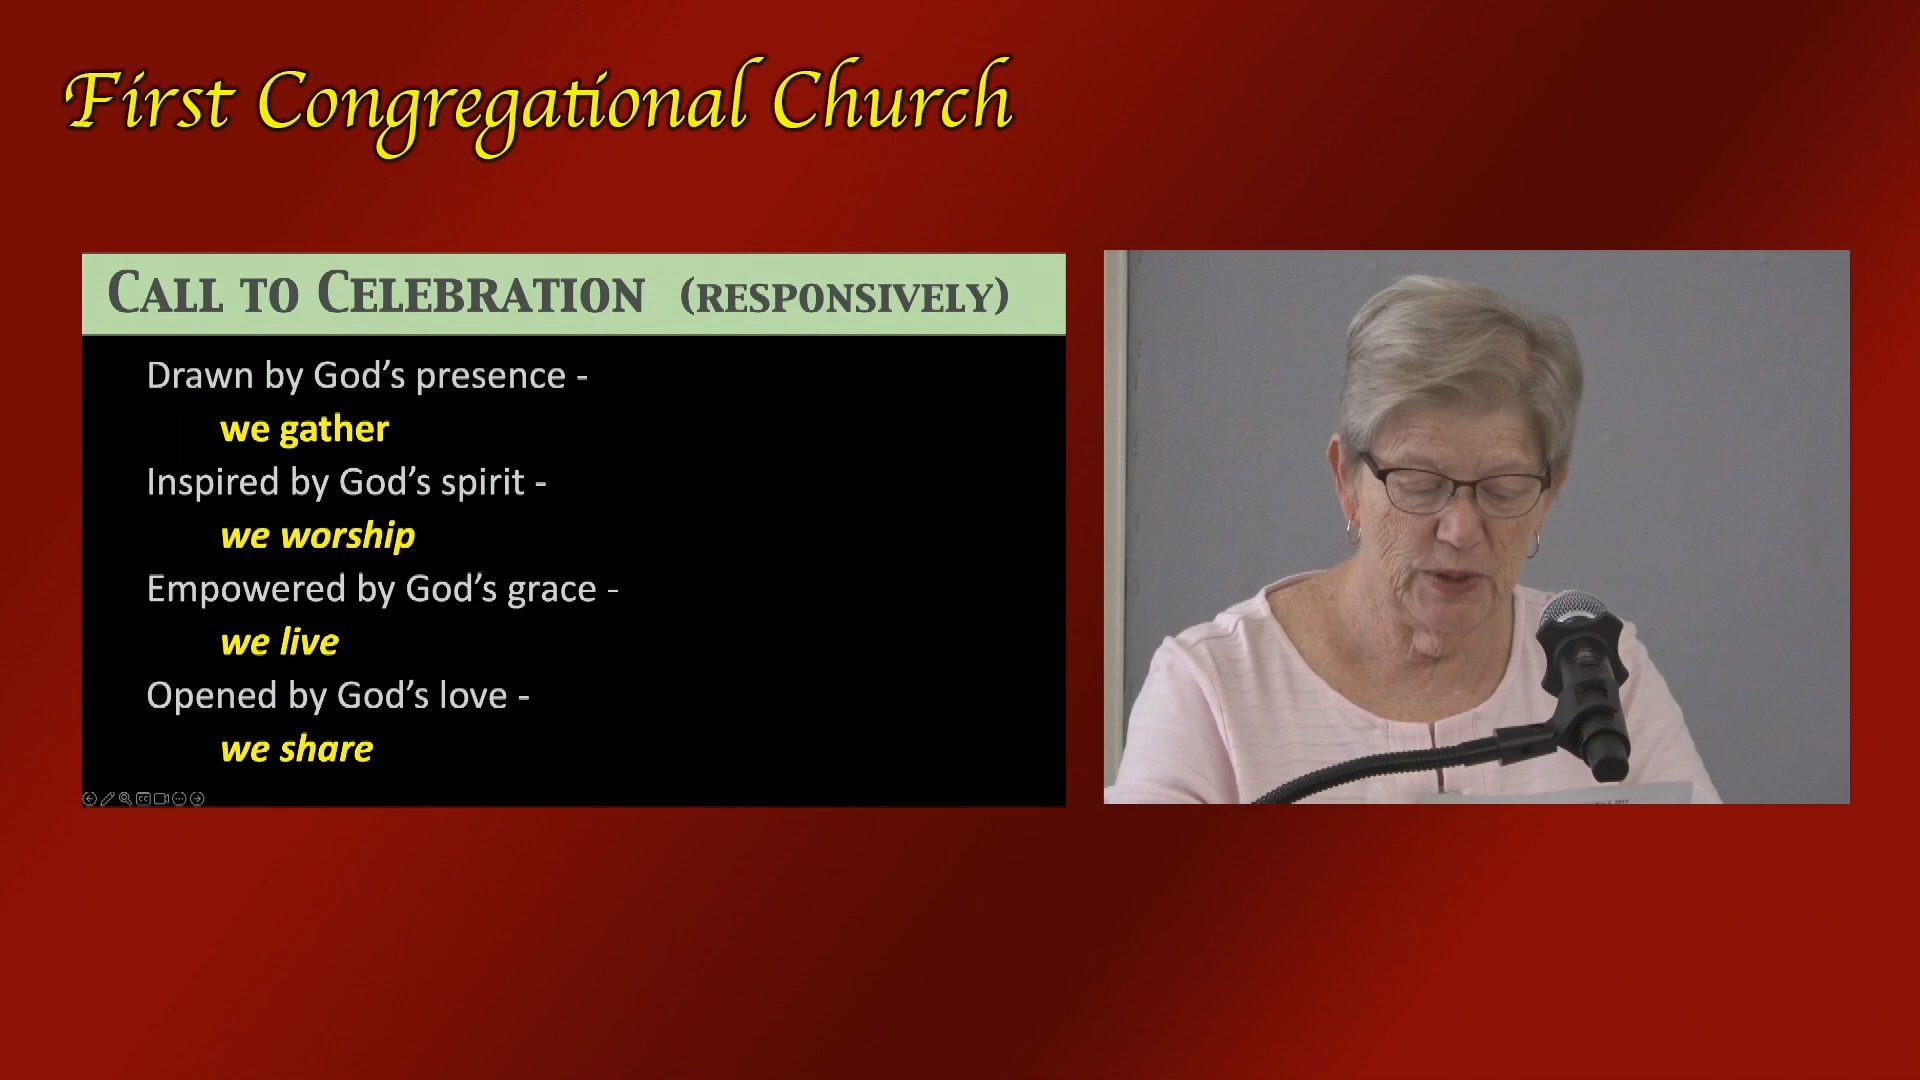 First Congregational Church
CALL TO CELEBRATION (RESPONSIVELY)
Drawn by God's presence -
we gather
Inspired by God's spirit -
we worship
Empowered by God's grace -
we live
Opened by God's love -
we share